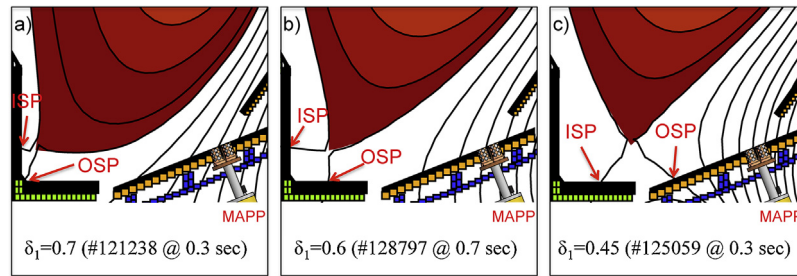 a)
ISP
OSP
MAPP
δ₁=0.7 (#121238 @ 0.3 sec)
b)
ISP
OSP
MAPP
δ₁=0.6 (#128797 @ 0.7 sec)
c)
ISP
OSP
MAPP
δ₁=0.45 (#125059 @ 0.3 sec)